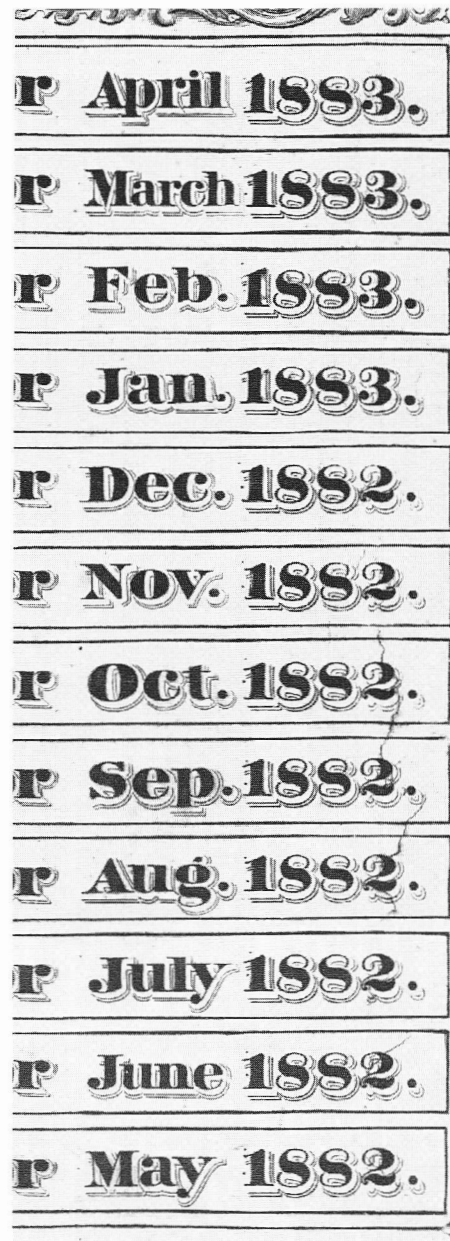 r April 1883.
r March 1883.
r Feb. 1883.
r Jan. 1883.
r Dec. 1882.
r Nov. 1882.
r Oct. 1882.
r Sep. 1882.
r Aug. 1882.
r July 1882.
r June 1882.
r May 1882.